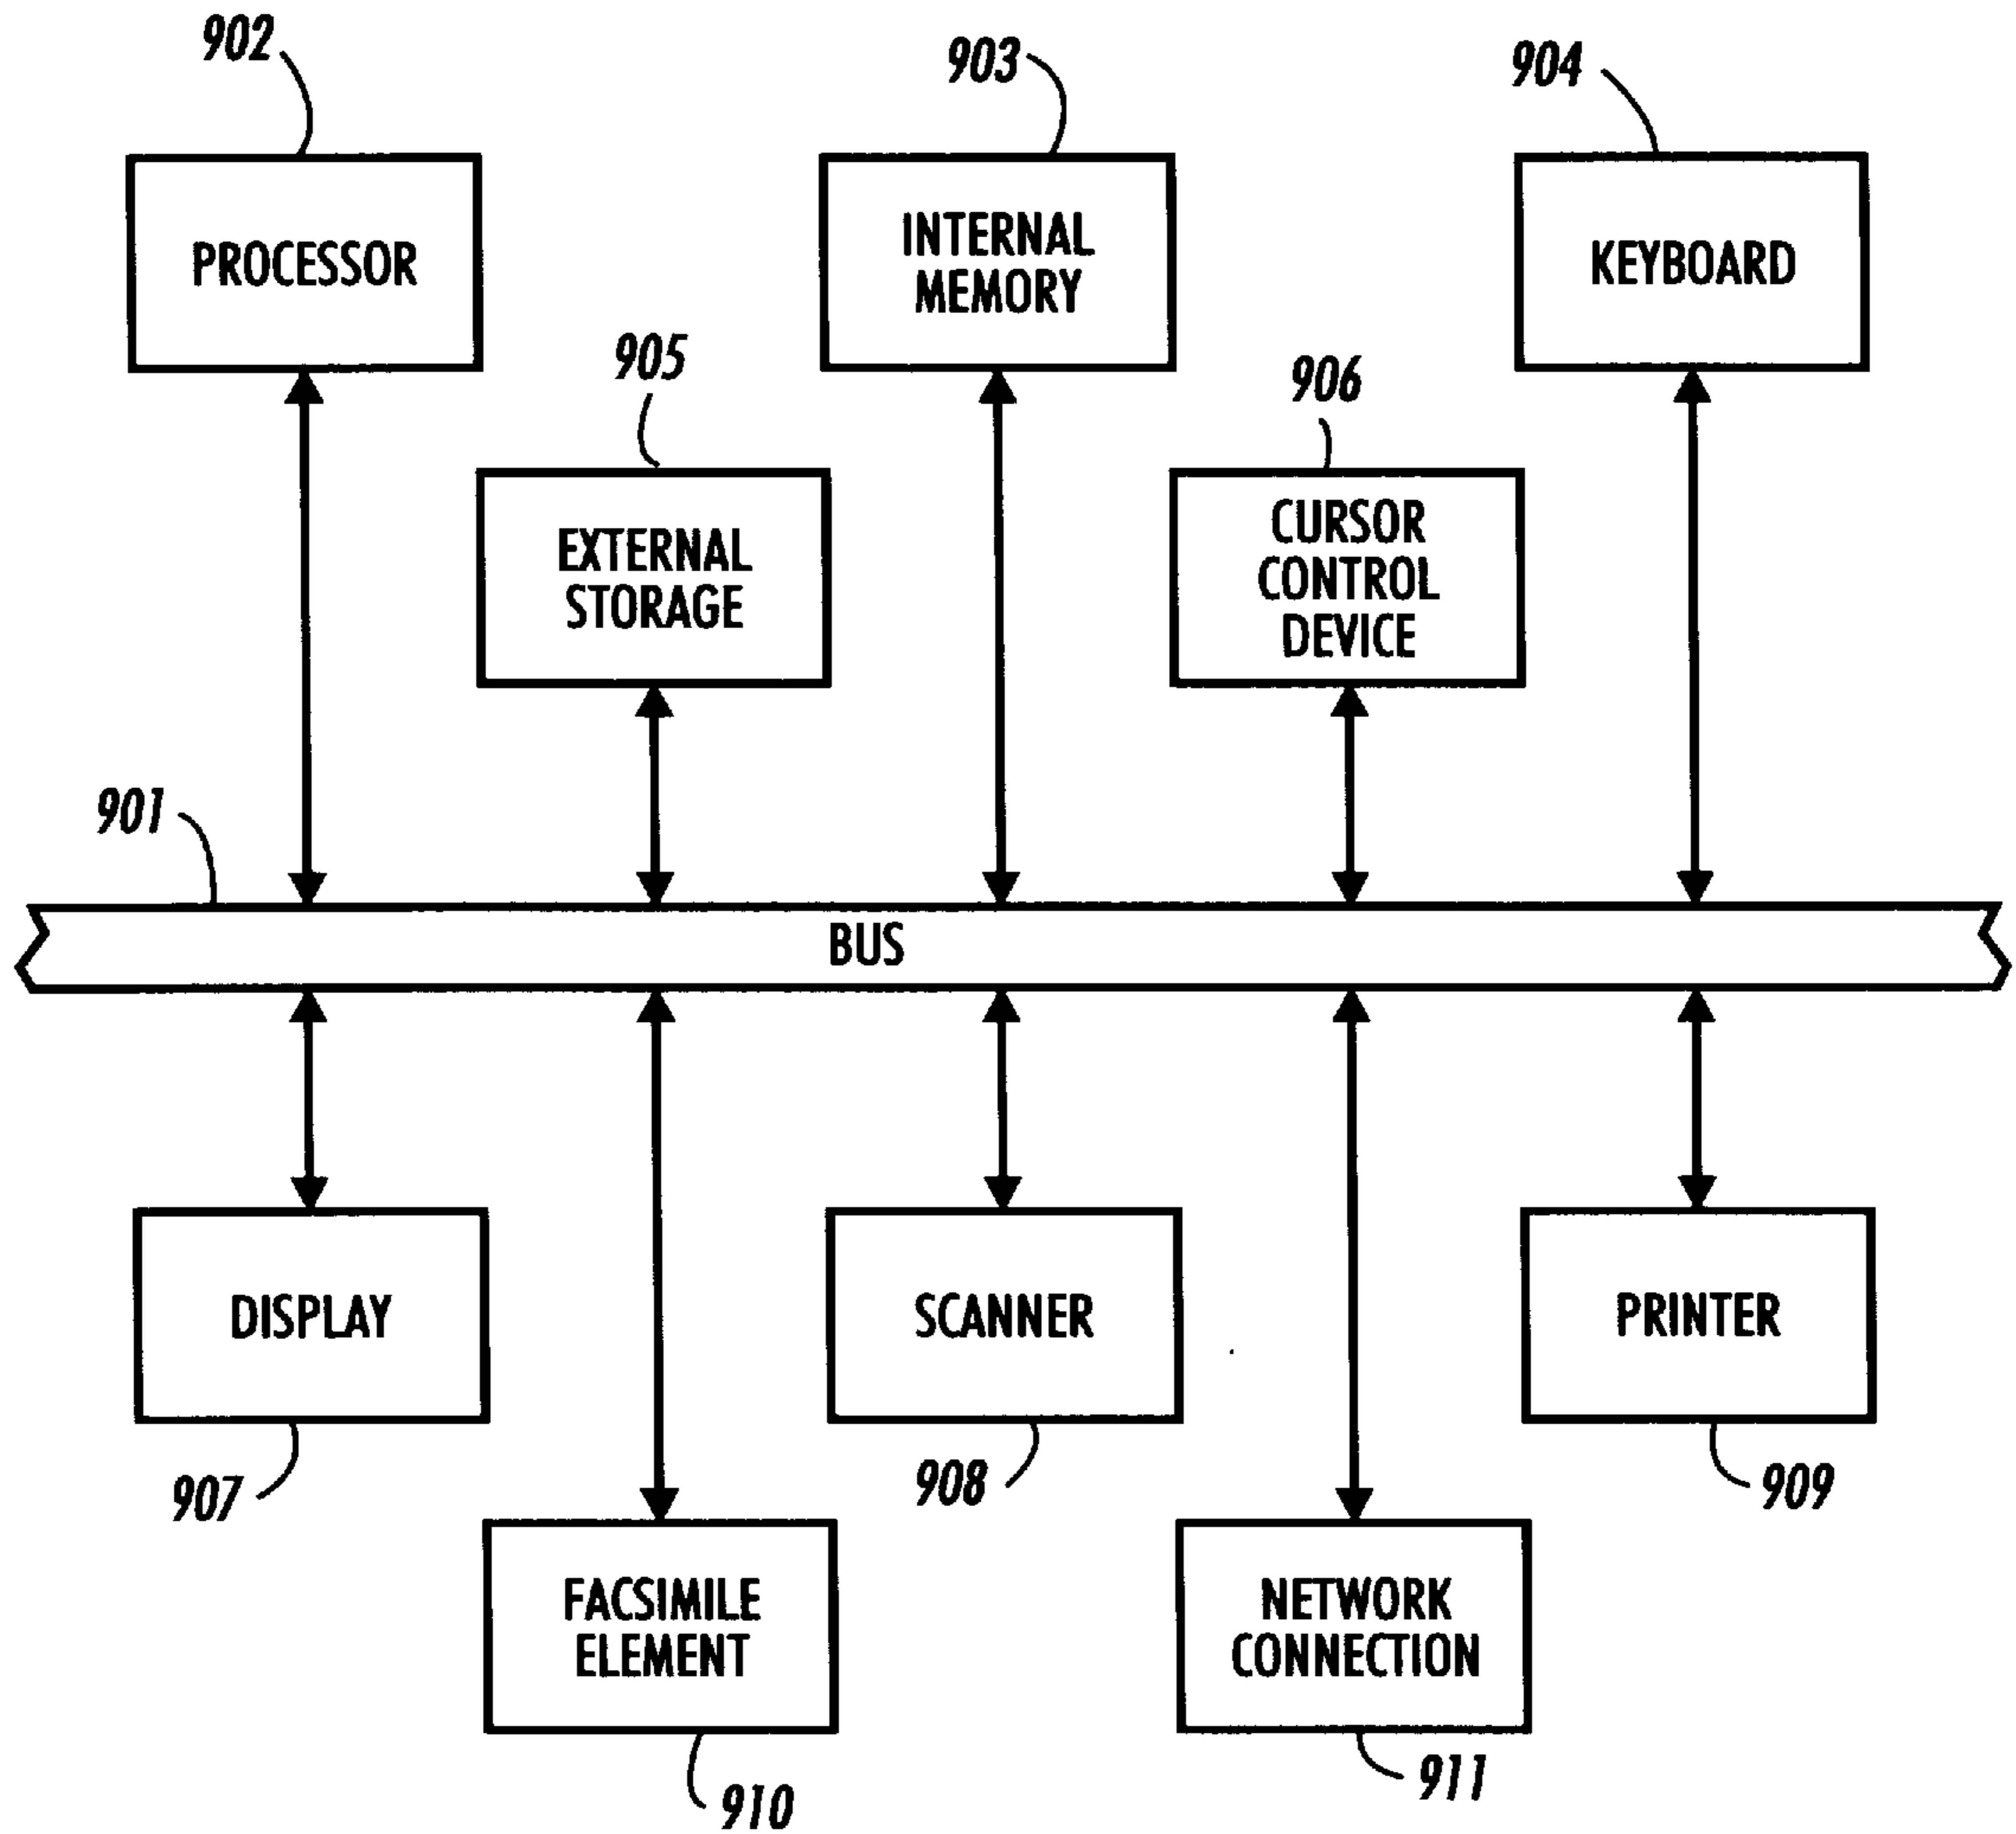 902
903
904
PROCESSOR
INTERNAL
MEMORY
KEYBOARD
905
906
EXTERNAL
STORAGE
CURSOR
CONTROL
DEVICE
901
BUS
DISPLAY
SCANNER
PRINTER
907
908
909
FACSIMILE
ELEMENT
NETWORK
CONNECTION
910
911